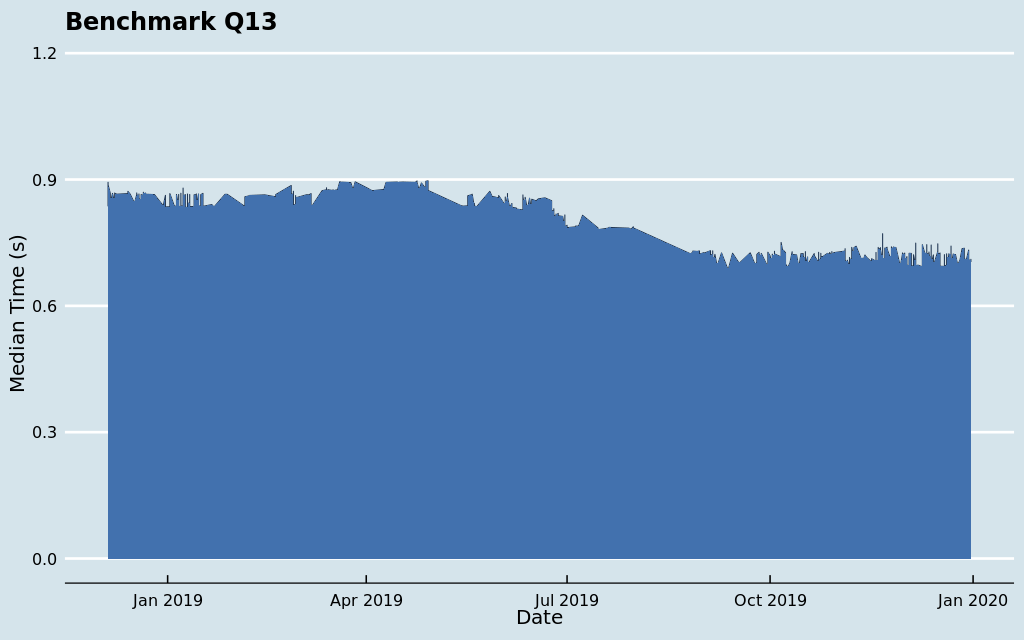 Benchmark Q13
1.2
0.9
0.6
0.3
0.0
Median Time (s)
Jan 2019
Apr 2019
Jul 2019
Oct 2019
Jan 2020
Date